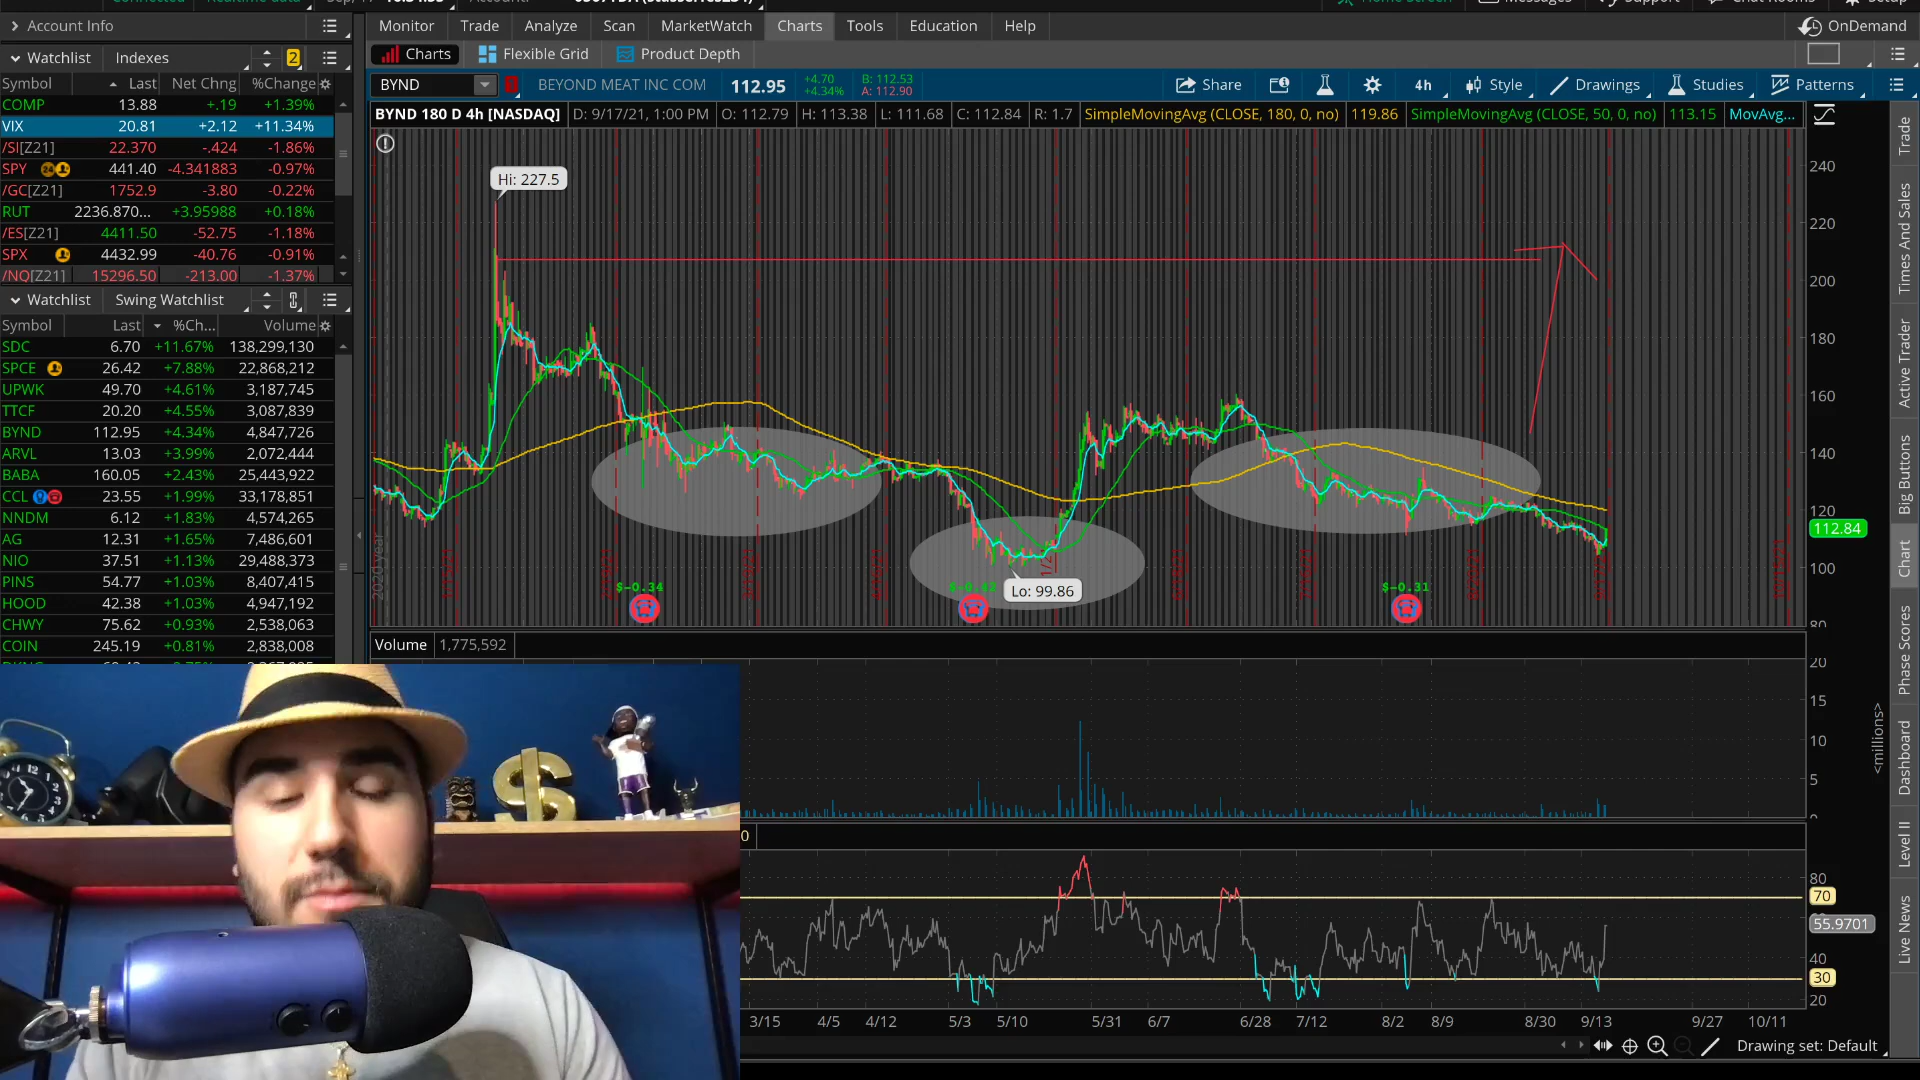 Monitor Trade Analyze Scan MarketWatch Charts Tools Education Help OnDemand
Charts Flexible Grid Product Depth
BYND BEYOND MEAT INC COM 112.95 +4.70 +4.34% B: 112.53 A: 112.90 Share 4h Style Drawings Studies Patterns
BYND 180 D 4h [NASDAQ] D: 9/17/21, 1:00 PM O: 112.79 H: 113.38 L: 111.68 C: 112.84 R: 1.7 SimpleMovingAvg (CLOSE, 180, 0, no) 119.86 SimpleMovingAvg (CLOSE, 50, 0, no) 113.15 MovAvg...
Account Info
Watchlist Indexes 2
Symbol Last Net Chng %Change
COMP 13.88 +.19 +1.39%
VIX 20.81 +2.12 +11.34%
/SI[Z21] 22.370 -.424 -1.86%
SPY 441.40 -4.341883 -0.97%
/GC[Z21] 1752.9 -3.80 -0.22%
RUT 2236.870... +3.95988 +0.18%
/ES[Z21] 4411.50 -52.75 -1.18%
SPX 4432.99 -40.76 -0.91%
/NQ[Z21] 15296.50 -213.00 -1.37%
Watchlist Swing Watchlist
Symbol Last %Ch... Volume
SDC 6.70 +11.67% 138,299,130
SPCE 26.42 +7.88% 22,868,212
UPWK 49.70 +4.61% 3,187,745
TTCF 20.20 +4.55% 3,087,839
BYND 112.95 +4.34% 4,847,726
ARVL 13.03 +3.99% 2,072,444
BABA 160.05 +2.43% 25,443,922
CCL 23.55 +1.99% 33,178,851
NNDM 6.12 +1.83% 4,574,265
AG 12.31 +1.65% 7,486,601
NIO 37.51 +1.13% 29,488,373
PINS 54.77 +1.03% 8,407,415
HOOD 42.38 +1.03% 4,947,192
CHWY 75.62 +0.93% 2,538,063
COIN 245.19 +0.81% 2,838,008
Hi: 227.5
Lo: 99.86
$-0.34
$-0.31
2020 year
240
220
200
180
160
140
120
112.84
100
80
Volume 1,775,592
20
15
10
5
<millions>
80
70
55.9701
40
30
20
3/15 4/5 4/12 5/3 5/10 5/31 6/7 6/28 7/12 8/2 8/9 8/30 9/13 9/27 10/11
Drawing set: Default
Trade
Times And Sales
Active Trader
Big Buttons
Chart
Phase Scores
Dashboard
Level II
Live News